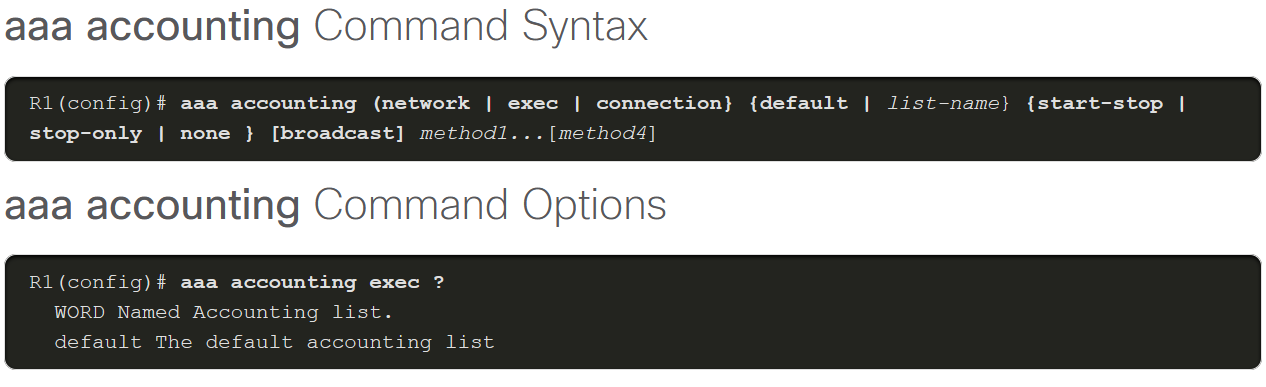 aaa accounting Command Syntax
R1(config)# aaa accounting (network | exec | connection} {default | list-name} {start-stop |
stop-only | none } [broadcast] method1...[method4]
aaa accounting Command Options
R1(config)# aaa accounting exec ?
WORD Named Accounting list.
default The default accounting list